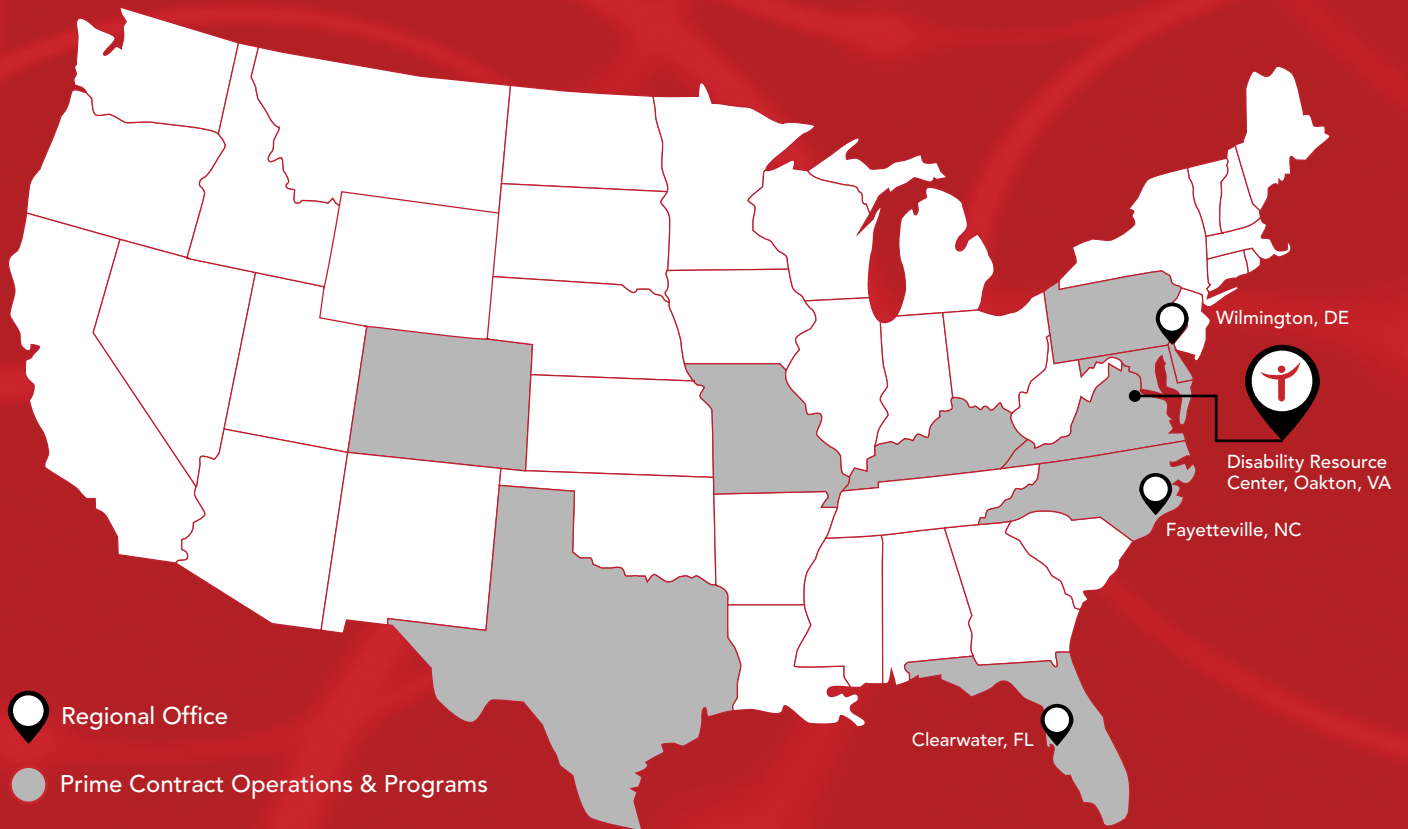 Wilmington, DE
Disability Resource
Center, Oakton, VA
Fayetteville, NC
Clearwater, FL
Regional Office
Prime Contract Operations & Programs